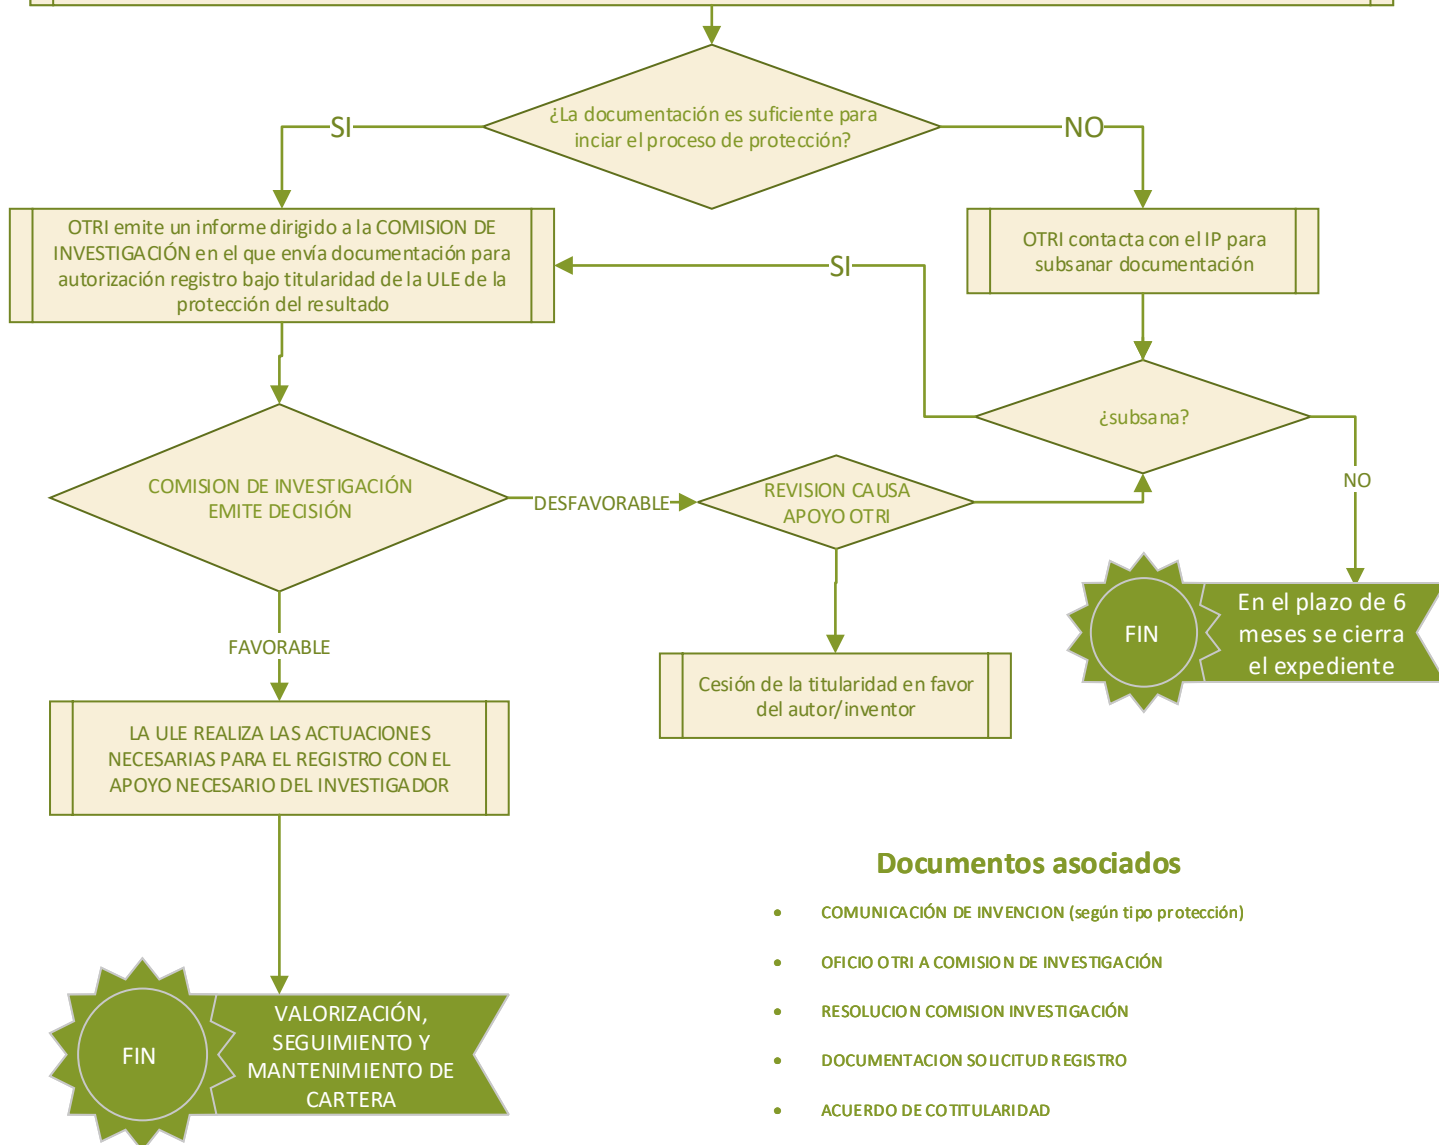 ¿La documentación es suficiente para
inciar el proceso de protección?
SI
NO
OTRI emite un informe dirigido a la COMISION DE
INVESTIGACIÓN en el que envía documentación para
autorización registro bajo titularidad de la ULE de la
protección del resultado
OTRI contacta con el IP para
subsanar documentación
SI
¿subsana?
NO
COMISION DE INVESTIGACIÓN
EMITE DECISIÓN
DESFAVORABLE
REVISION CAUSA
APOYO OTRI
FIN
En el plazo de 6
meses se cierra
el expediente
FAVORABLE
Cesión de la titularidad en favor
del autor/inventor
LA ULE REALIZA LAS ACTUACIONES
NECESARIAS PARA EL REGISTRO CON EL
APOYO NECESARIO DEL INVESTIGADOR
FIN
VALORIZACIÓN,
SEGUIMIENTO Y
MANTENIMIENTO DE
CARTERA
Documentos asociados
• COMUNICACIÓN DE INVENCION (según tipo protección)
• OFICIO OTRI A COMISION DE INVESTIGACIÓN
• RESOLUCION COMISION INVESTIGACIÓN
• DOCUMENTACION SOLICITUD REGISTRO
• ACUERDO DE COTITULARIDAD